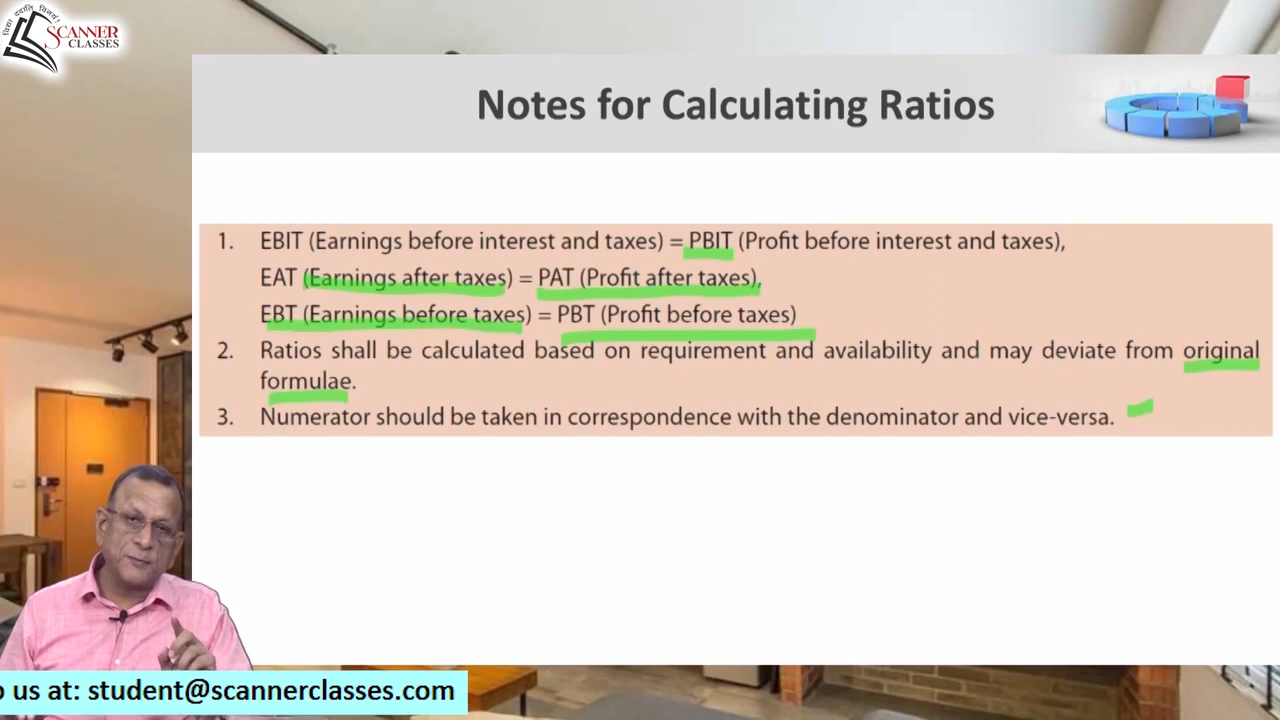 विद्या ददाति विनयं।
SCANNER
CLASSES
Notes for Calculating Ratios
1. EBIT (Earnings before interest and taxes) = PBIT (Profit before interest and taxes),
EAT (Earnings after taxes) = PAT (Profit after taxes),
EBT (Earnings before taxes) = PBT (Profit before taxes)
2. Ratios shall be calculated based on requirement and availability and may deviate from original
formulae.
3. Numerator should be taken in correspondence with the denominator and vice-versa.
us at: student@scannerclasses.com